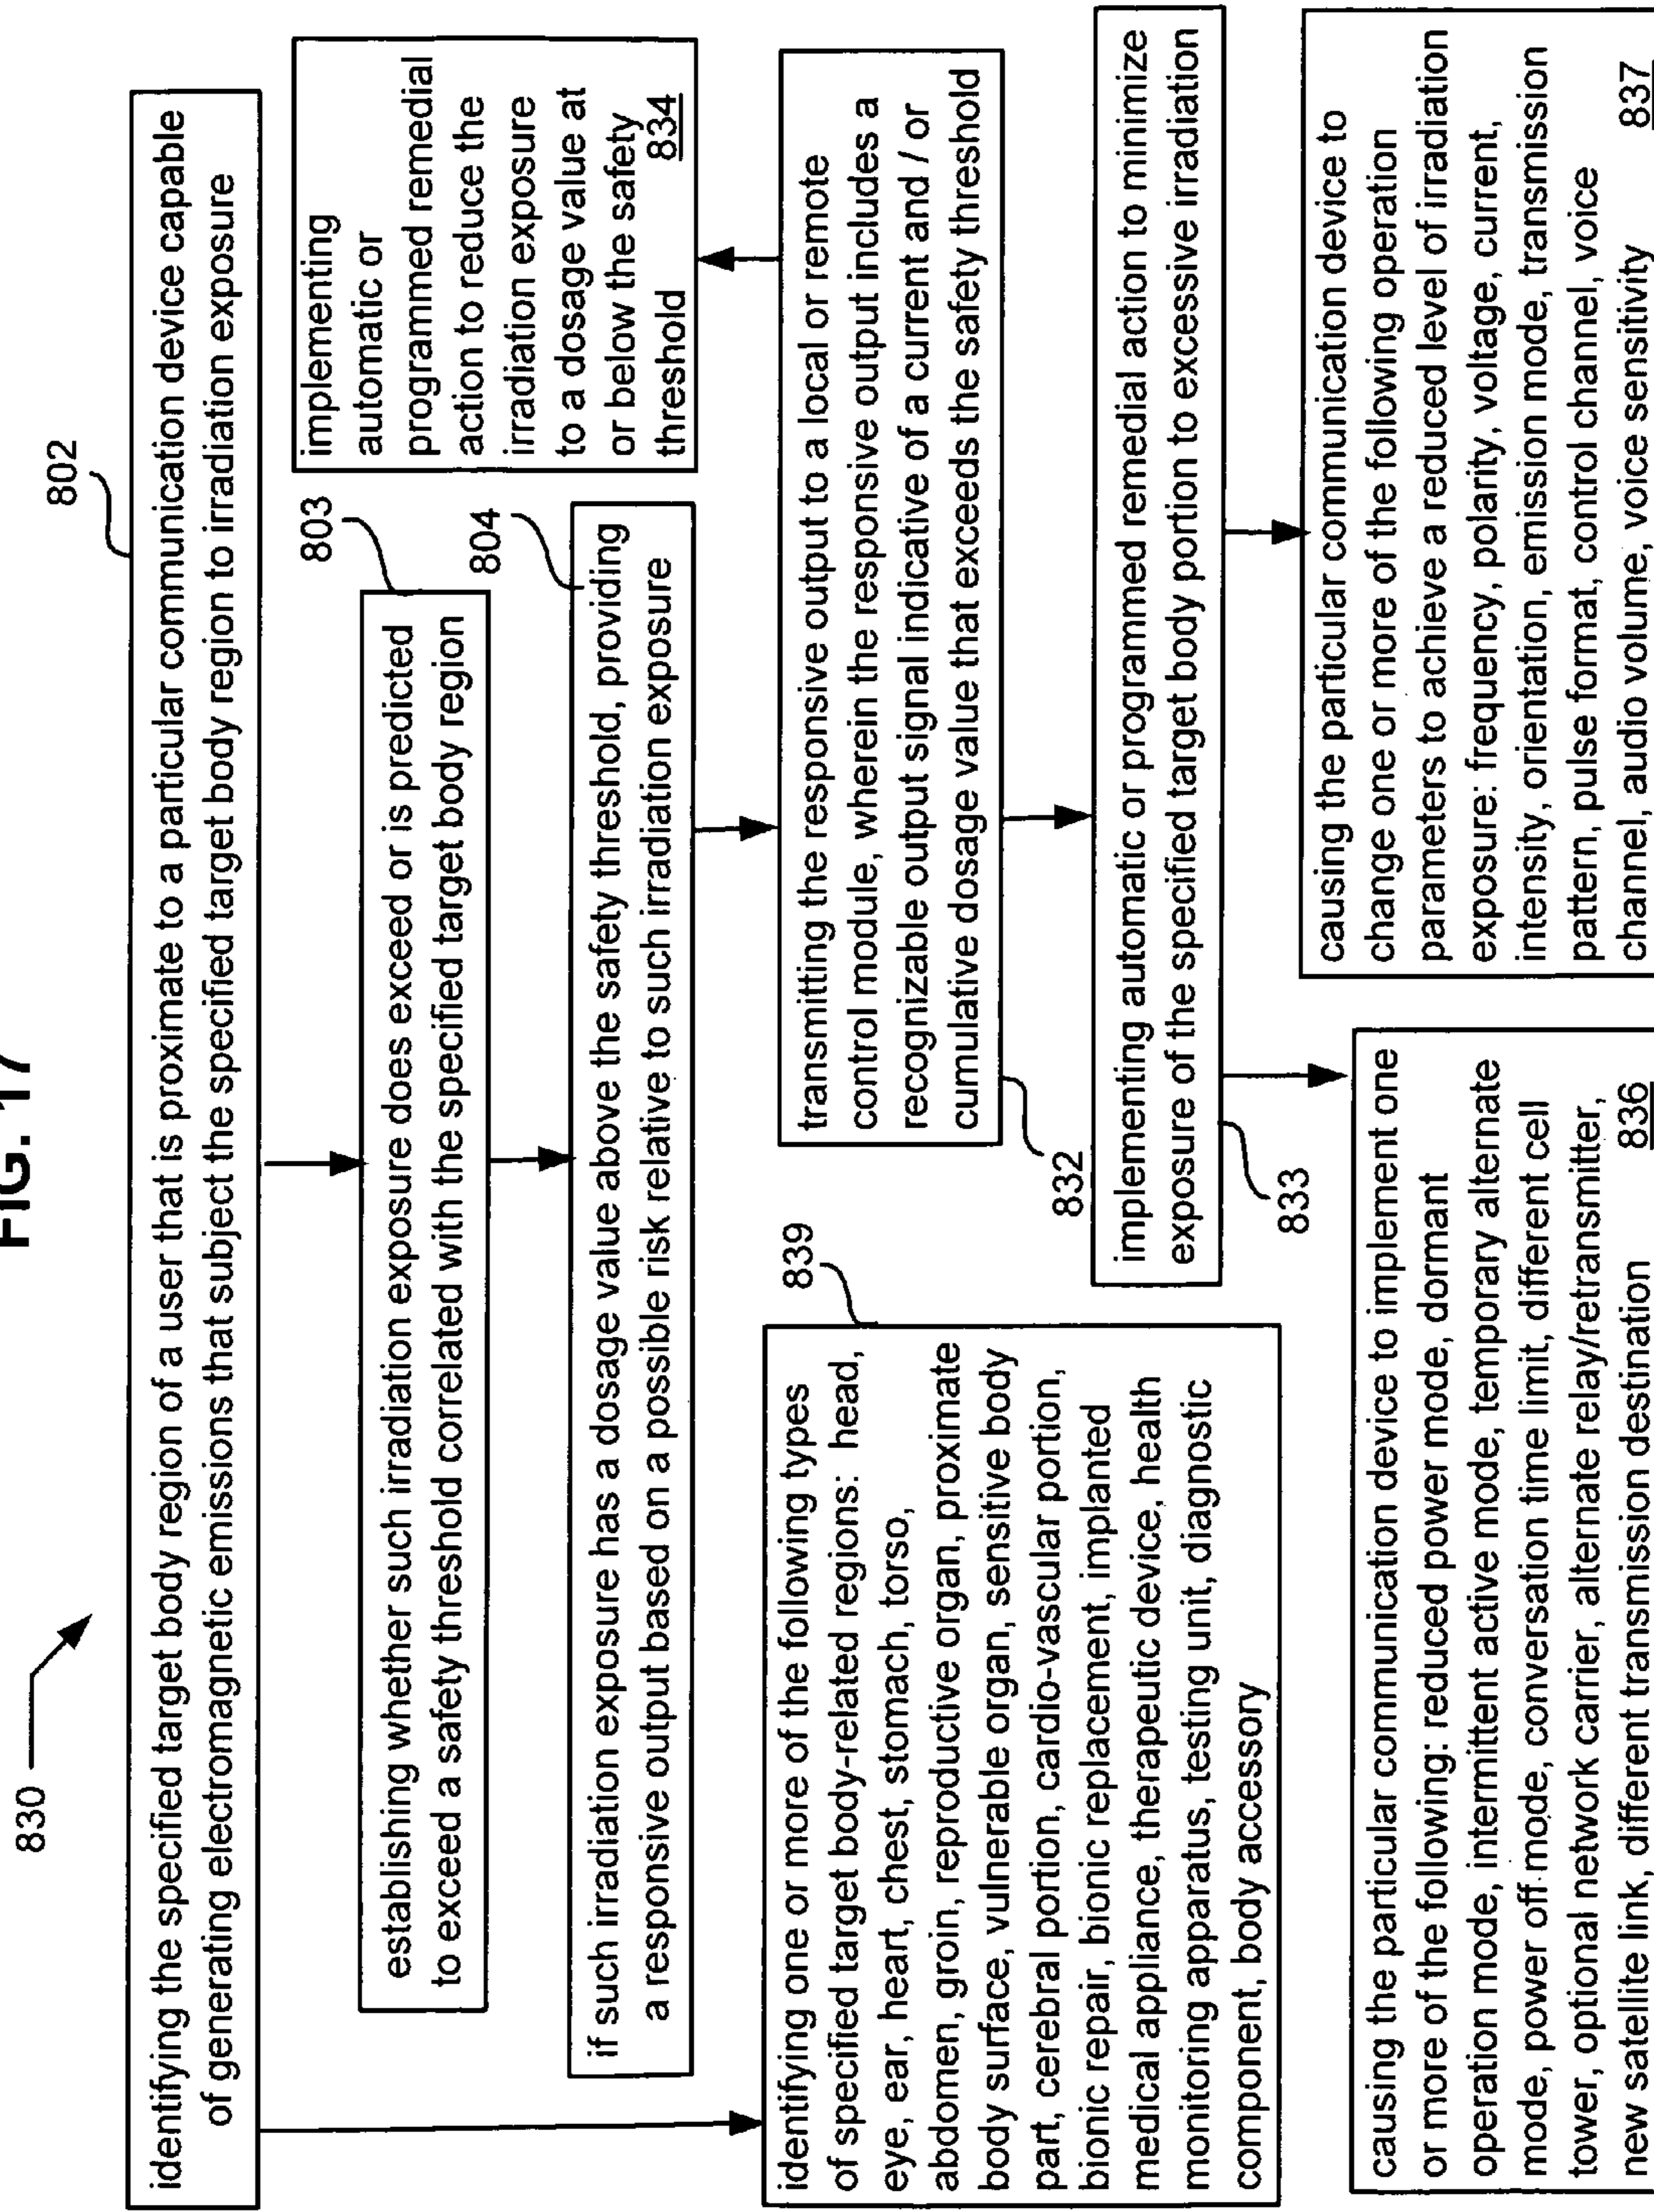 FIG. 17
830
802
identifying the specified target body region of a user that is proximate to a particular communication device capable
of generating electromagnetic emissions that subject the specified target body region to irradiation exposure
803
establishing whether such irradiation exposure does exceed or is predicted
to exceed a safety threshold correlated with the specified target body region
804
if such irradiation exposure has a dosage value above the safety threshold, providing
a responsive output based on a possible risk relative to such irradiation exposure
implementing
automatic or
programmed remedial
action to reduce the
irradiation exposure
to a dosage value at
or below the safety
threshold 834
839
identifying one or more of the following types
of specified target body-related regions: head,
eye, ear, heart, chest, stomach, torso,
abdomen, groin, reproductive organ, proximate
body surface, vulnerable organ, sensitive body
part, cerebral portion, cardio-vascular portion,
bionic repair, bionic replacement, implanted
medical appliance, therapeutic device, health
monitoring apparatus, testing unit, diagnostic
component, body accessory
transmitting the responsive output to a local or remote
control module, wherein the responsive output includes a
recognizable output signal indicative of a current and / or
cumulative dosage value that exceeds the safety threshold
832
implementing automatic or programmed remedial action to minimize
exposure of the specified target body portion to excessive irradiation
833
causing the particular communication device to implement one
or more of the following: reduced power mode, dormant
operation mode, intermittent active mode, temporary alternate
mode, power off mode, conversation time limit, different cell
tower, optional network carrier, alternate relay/retransmitter,
new satellite link, different transmission destination 836
causing the particular communication device to
change one or more of the following operation
parameters to achieve a reduced level of irradiation
exposure: frequency, polarity, voltage, current,
intensity, orientation, emission mode, transmission
pattern, pulse format, control channel, voice
channel, audio volume, voice sensitivity 837